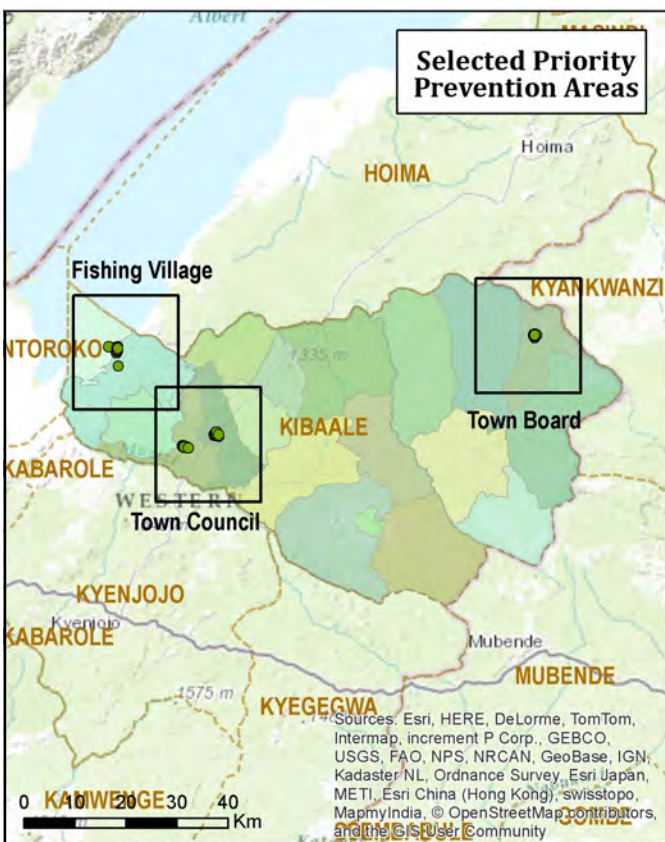 Albert
MASINDI
Selected Priority
Prevention Areas
Hoima
HOIMA
Fishing Village
KYANKWANZI
NTOROKO
1335 m
Town Board
KIBAALE
KABAROLE
WESTERN
Town Council
KYENJOJO
Kyenjojo
KABAROLE
Mubende
MUBENDE
1575 m
KYEGEGWA
Sources. Esri, HERE, DeLorme, TomTom,
Intermap, increment P Corp., GEBCO,
USGS, FAO, NPS, NRCAN, GeoBase, IGN,
Kadaster NL, Ordnance Survey, Esri Japan,
METI, Esri China (Hong Kong), swisstopo,
MapmyIndia, © OpenStreetMap contributors,
and the GIS User Community
KAMWENGE
0 10 20 30 40
Km